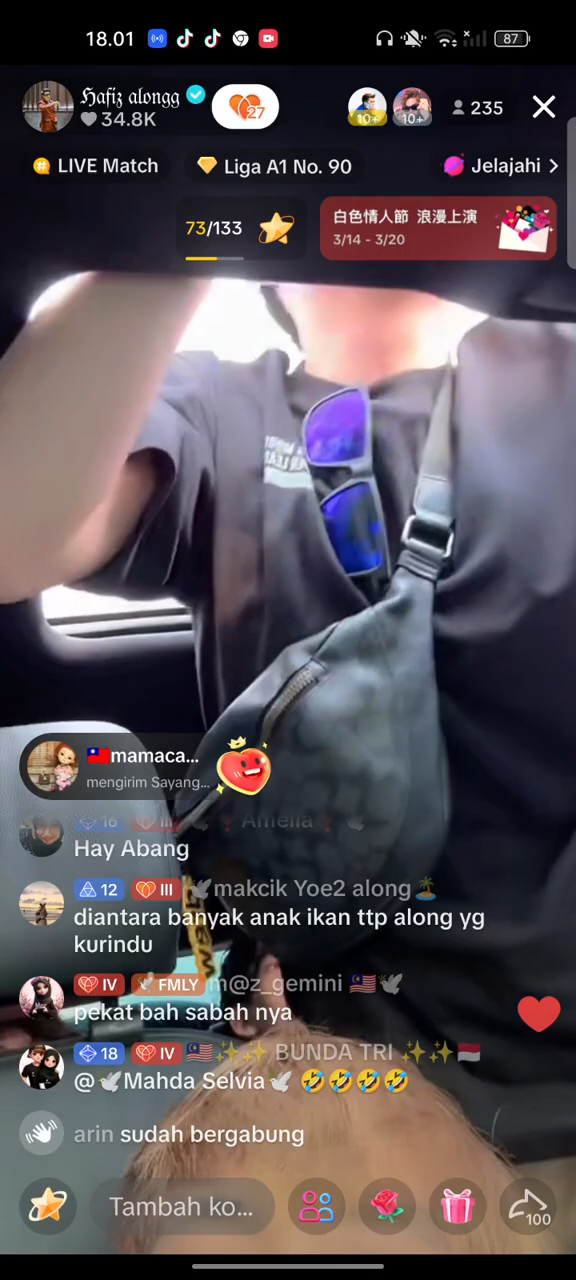 18.01
87
Hafiz alongg
34.8K
27
10+
10+
235
LIVE Match
Liga A1 No. 90
Jelajahi
73/133
白色情人節 浪漫上演
3/14 - 3/20
🇹🇼mamaca...
mengirim Sayang...
16 III 🕊❣Amelia❣🕊
Hay Abang
12 III 🕊makcik Yoe2 along🏝
diantara banyak anak ikan ttp along yg
kurindu
IV FMLY m@z_gemini 🇲🇾🕊
pekat bah sabah nya
18 IV 🇲🇾✨✨ BUNDA TRI ✨✨🇮🇩
@🕊Mahda Selvia🕊 🤣🤣🤣🤣
arin sudah bergabung
Tambah ko...
100